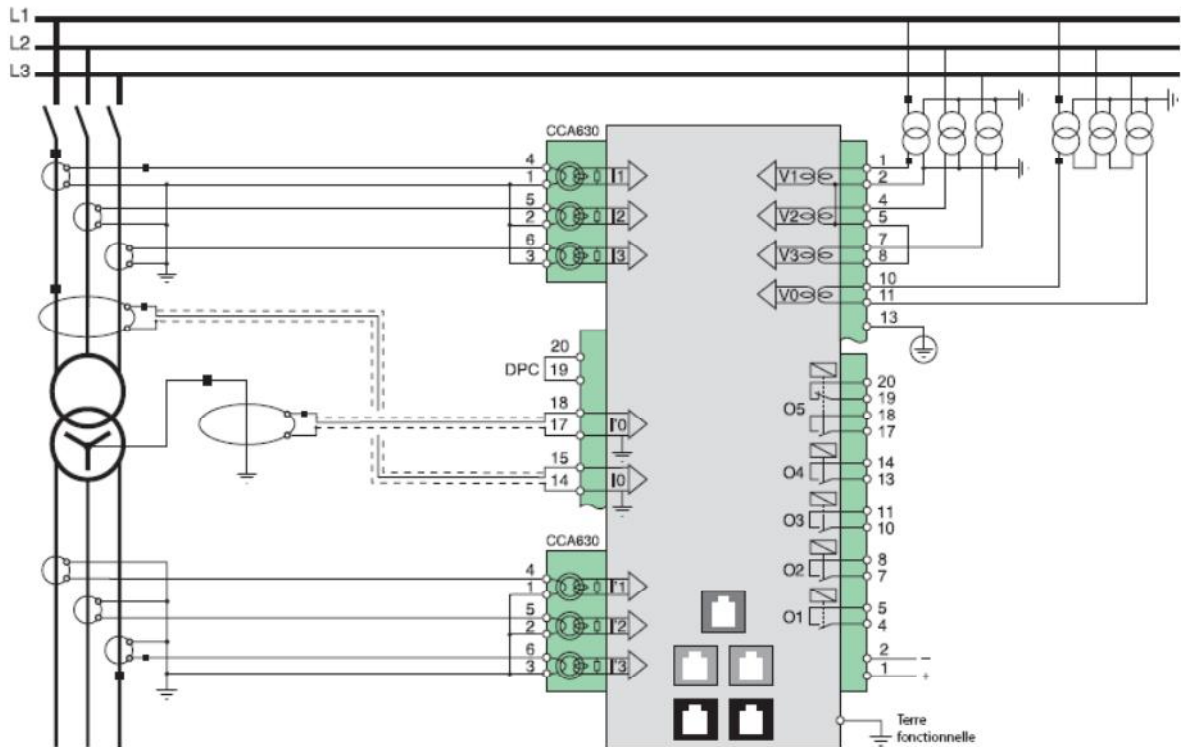 L1
L2
L3
CCA630
4
1
I1
5
2
I2
6
3
I3
V1
1
2
V2
4
5
V3
7
8
V0
10
11
13
20
DPC
19
18
17
I'0
15
14
I0
O5
20
19
18
17
O4
14
13
O3
11
10
O2
8
7
O1
5
4
2
−
1
+
CCA630
4
1
I'1
5
2
I'2
6
3
I'3
Terre
fonctionnelle